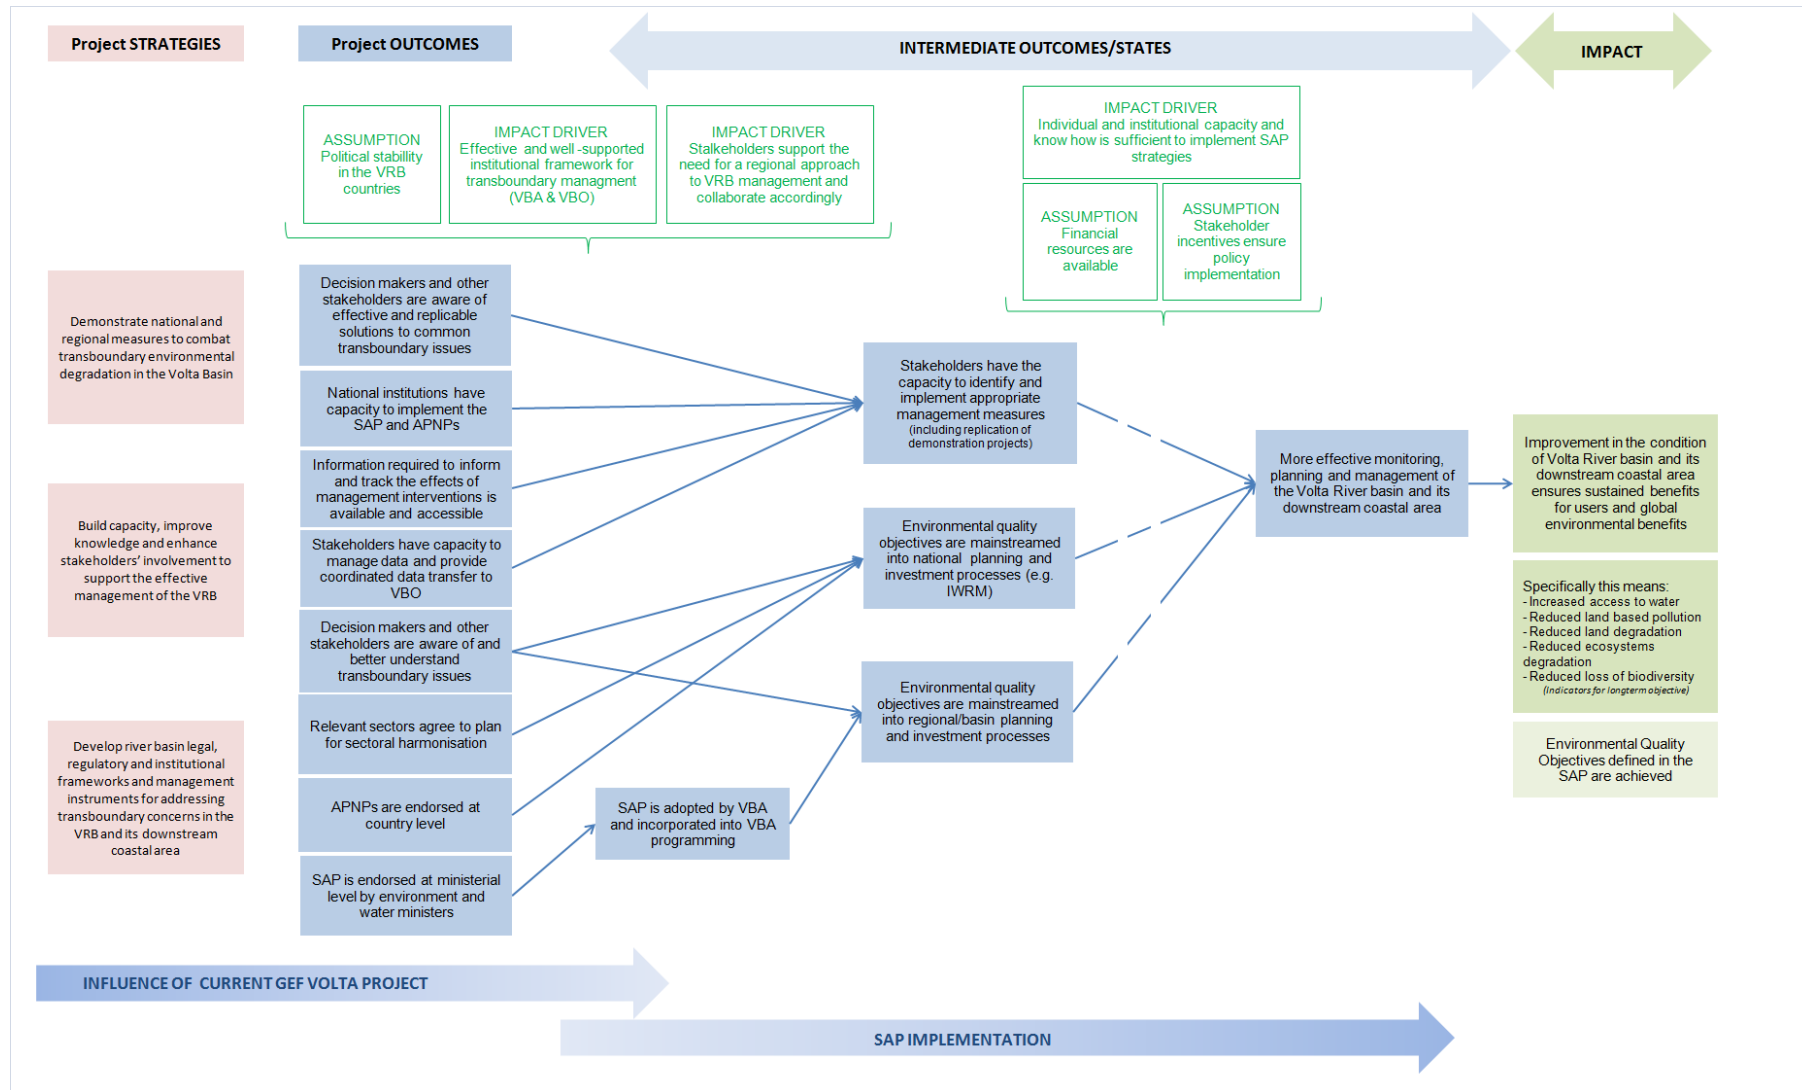 Project STRATEGIES
Project OUTCOMES
INTERMEDIATE OUTCOMES/STATES
IMPACT
ASSUMPTION
Political stabillity
in the VRB
countries
IMPACT DRIVER
Effective and well -supported
institutional framework for
transboundary managment
(VBA & VBO)
IMPACT DRIVER
Stalkeholders support the
need for a regional approach
to VRB management and
collaborate accordingly
IMPACT DRIVER
Individual and institutional capacity and
know how is sufficient to implement SAP
strategies
ASSUMPTION
Financial
resources are
available
ASSUMPTION
Stakeholder
incentives ensure
policy
implementation
Demonstrate national and
regional measures to combat
transboundary environmental
degradation in the Volta Basin
Build capacity, improve
knowledge and enhance
stakeholders' involvement to
support the effective
management of the VRB
Develop river basin legal,
regulatory and institutional
frameworks and management
instruments for addressing
transboundary concerns in the
VRB and its downstream
coastal area
Decision makers and other
stakeholders are aware of
effective and replicable
solutions to common
transboundary issues
National institutions have
capacity to implement the
SAP and APNPs
Information required to inform
and track the effects of
management interventions is
available and accessible
Stakeholders have capacity to
manage data and provide
coordinated data transfer to
VBO
Decision makers and other
stakeholders are aware of and
better understand
transboundary issues
Relevant sectors agree to plan
for sectoral harmonisation
APNPs are endorsed at
country level
SAP is endorsed at ministerial
level by environment and
water ministers
SAP is adopted by VBA
and incorporated into VBA
programming
Stakeholders have the
capacity to identify and
implement appropriate
management measures
(including replication of
demonstration projects)
Environmental quality
objectives are mainstreamed
into national planning and
investment processes (e.g.
IWRM)
Environmental quality
objectives are mainstreamed
into regional/basin planning
and investment processes
More effective monitoring,
planning and management of
the Volta River basin and its
downstream coastal area
Improvement in the condition
of Volta River basin and its
downstream coastal area
ensures sustained benefits
for users and global
environmental benefits
Specifically this means:
- Increased access to water
- Reduced land based pollution
- Reduced land degradation
- Reduced ecosystems
degradation
- Reduced loss of biodiversity
(Indicators for longterm objective)
Environmental Quality
Objectives defined in the
SAP are achieved
INFLUENCE OF CURRENT GEF VOLTA PROJECT
SAP IMPLEMENTATION